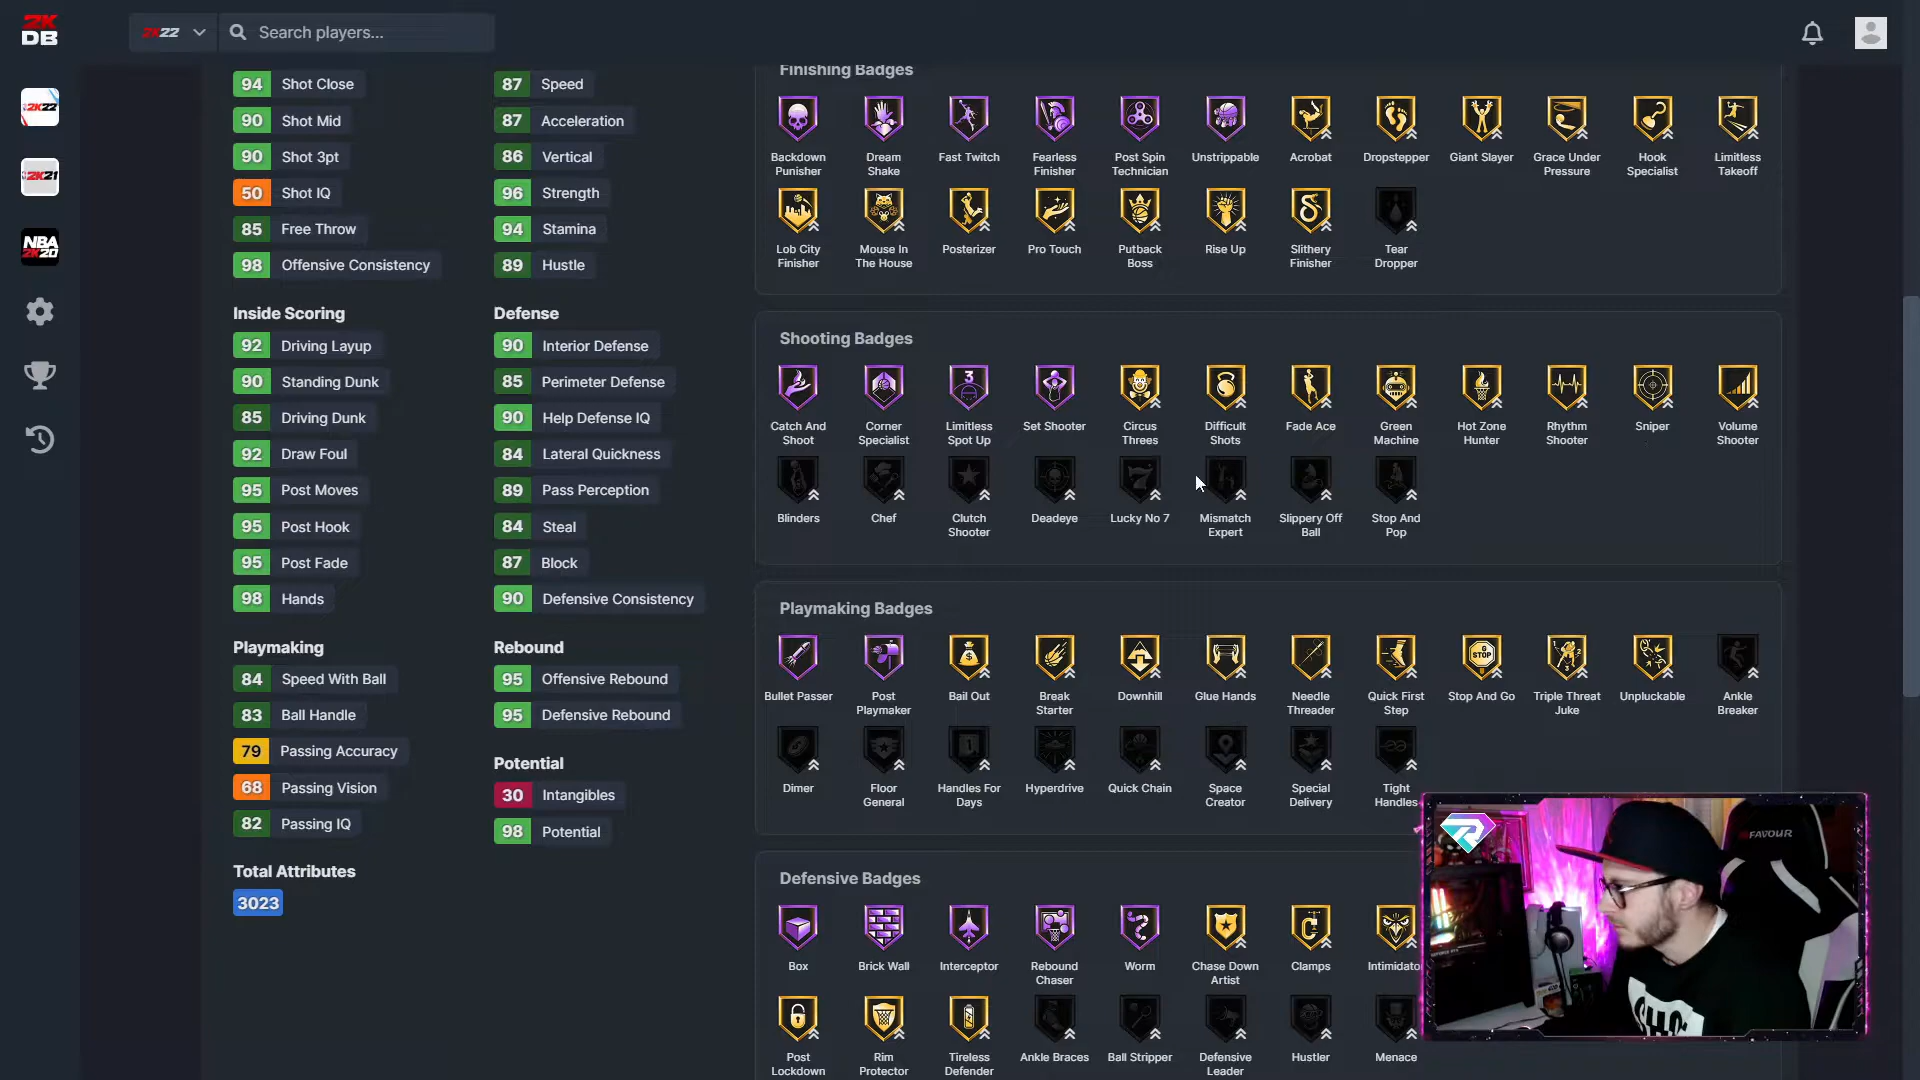 2K
DB
2K22
Search players...
2K22
2K21
NBA
2K20
94 Shot Close
90 Shot Mid
90 Shot 3pt
50 Shot IQ
85 Free Throw
98 Offensive Consistency
Inside Scoring
92 Driving Layup
90 Standing Dunk
85 Driving Dunk
92 Draw Foul
95 Post Moves
95 Post Hook
95 Post Fade
98 Hands
Playmaking
84 Speed With Ball
83 Ball Handle
79 Passing Accuracy
68 Passing Vision
82 Passing IQ
Total Attributes
3023
87 Speed
87 Acceleration
86 Vertical
96 Strength
94 Stamina
89 Hustle
Defense
90 Interior Defense
85 Perimeter Defense
90 Help Defense IQ
84 Lateral Quickness
89 Pass Perception
84 Steal
87 Block
90 Defensive Consistency
Rebound
95 Offensive Rebound
95 Defensive Rebound
Potential
30 Intangibles
98 Potential
Finishing Badges
Backdown Punisher
Dream Shake
Fast Twitch
Fearless Finisher
Post Spin Technician
Unstrippable
Acrobat
Dropstepper
Giant Slayer
Grace Under Pressure
Hook Specialist
Limitless Takeoff
Lob City Finisher
Mouse In The House
Posterizer
Pro Touch
Putback Boss
Rise Up
Slithery Finisher
Tear Dropper
Shooting Badges
Catch And Shoot
Corner Specialist
3
Limitless Spot Up
Set Shooter
Circus Threes
Difficult Shots
Fade Ace
Green Machine
Hot Zone Hunter
Rhythm Shooter
Sniper
Volume Shooter
Blinders
Chef
Clutch Shooter
Deadeye
7
Lucky No 7
Mismatch Expert
Slippery Off Ball
Stop And Pop
Playmaking Badges
Bullet Passer
Post Playmaker
$
Bail Out
Break Starter
Downhill
Glue Hands
Needle Threader
Quick First Step
STOP
Stop And Go
Triple Threat Juke
Unpluckable
Ankle Breaker
Dimer
Floor General
1
Handles For Days
Hyperdrive
Quick Chain
Space Creator
Special Delivery
Tight Handles
Defensive Badges
Box
Brick Wall
Interceptor
Rebound Chaser
Worm
Chase Down Artist
Clamps
Intimidato
Post Lockdown
Rim Protector
Tireless Defender
Ankle Braces
Ball Stripper
Defensive Leader
Hustler
Menace
FAVOUR